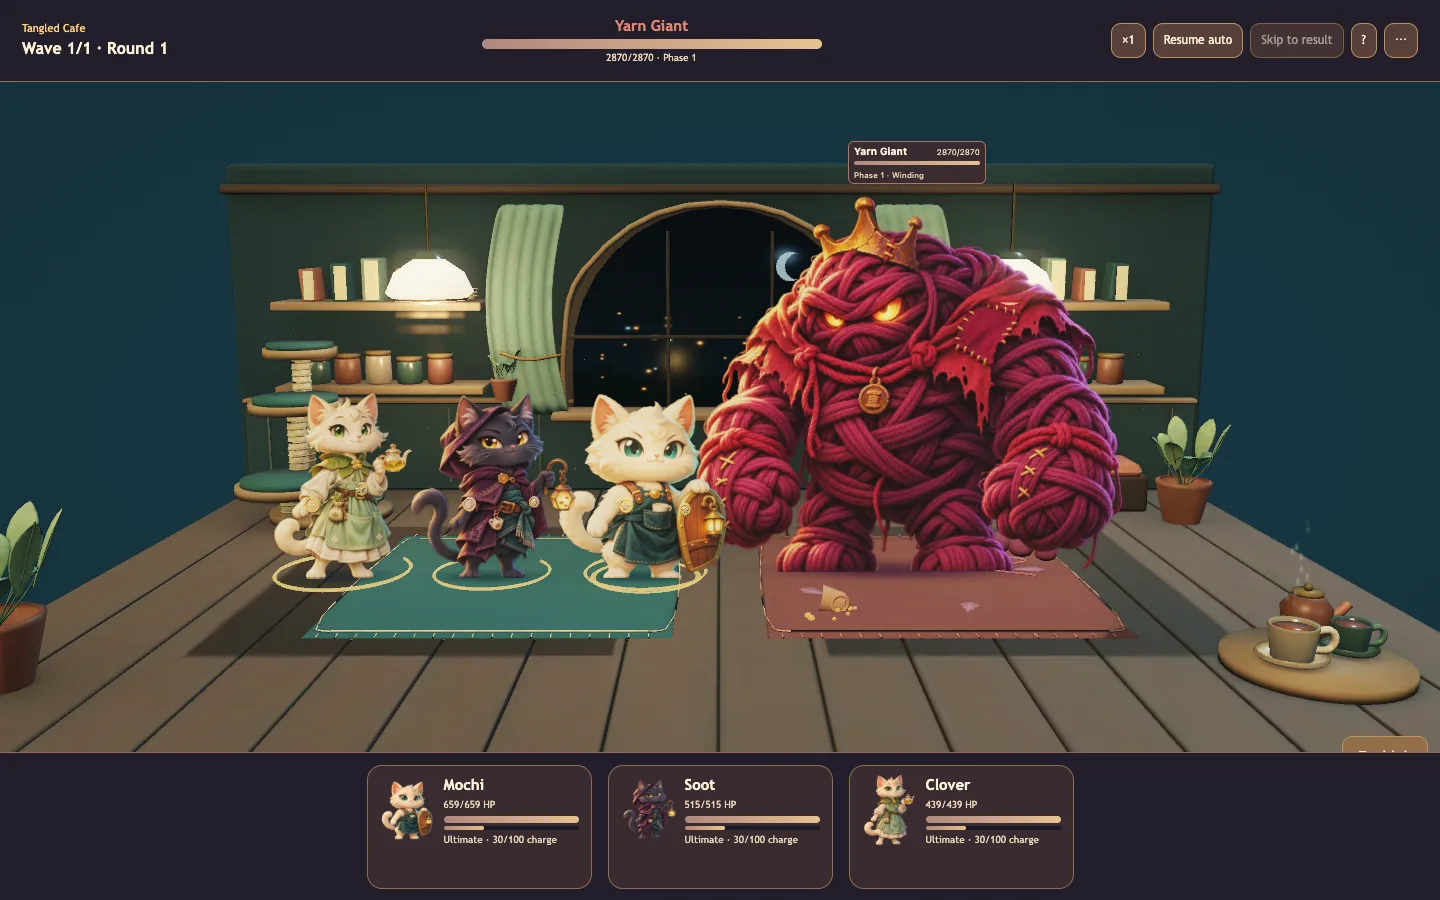 Tangled Cafe
Wave 1/1 · Round 1
Yarn Giant
2870/2870 · Phase 1
×1
Resume auto
Skip to result
?
···
Yarn Giant
2870/2870
Phase 1 · Winding
Mochi
659/659 HP
Ultimate · 30/100 charge
Soot
515/515 HP
Ultimate · 30/100 charge
Clover
439/439 HP
Ultimate · 30/100 charge